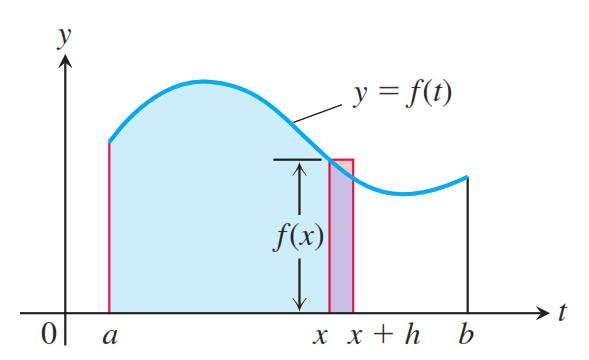 y
y = f(t)
f(x)
t
0 a x x + h b